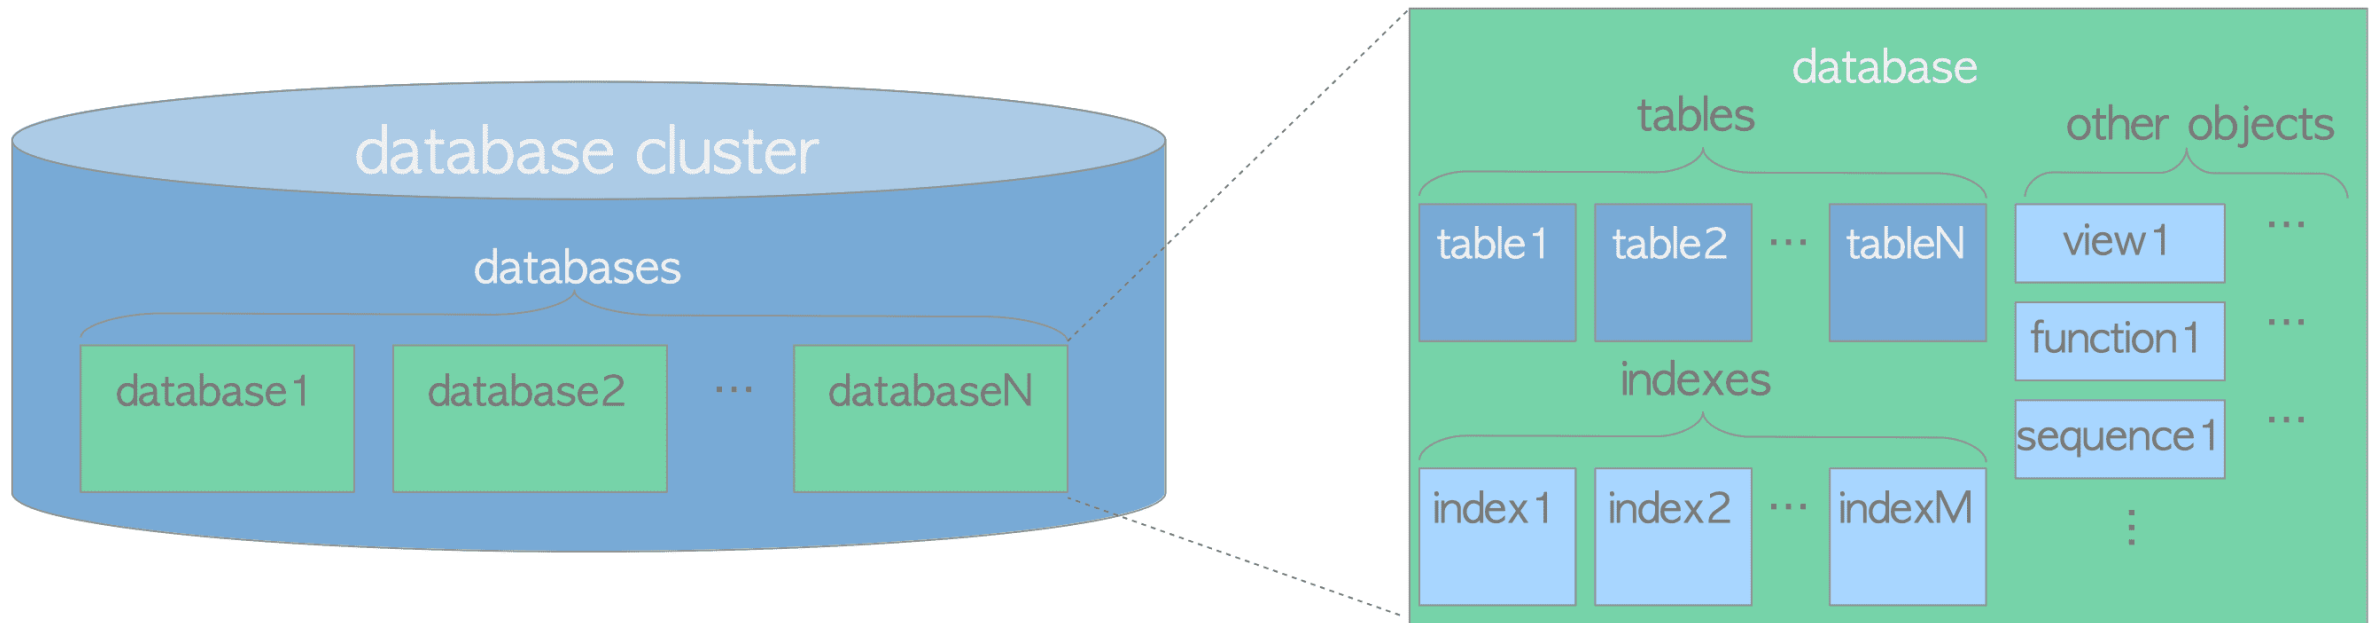 database cluster
databases
database1 database2 ... databaseN
database
tables
table1 table2 ... tableN
indexes
index1 index2 ... indexM
other objects
view1 ...
function1 ...
sequence1 ...
⋮